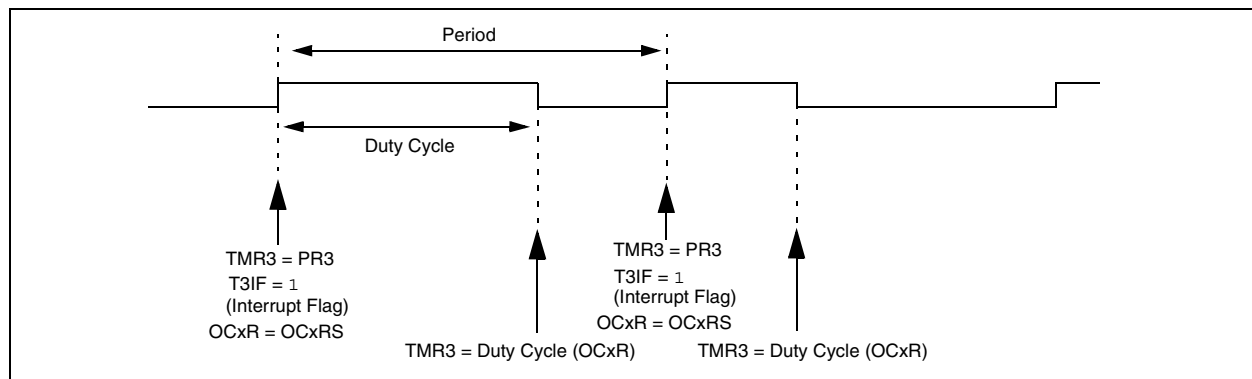 Period
Duty Cycle
TMR3 = PR3
T3IF = 1
(Interrupt Flag)
OCxR = OCxRS
TMR3 = Duty Cycle (OCxR)
TMR3 = PR3
T3IF = 1
(Interrupt Flag)
OCxR = OCxRS
TMR3 = Duty Cycle (OCxR)